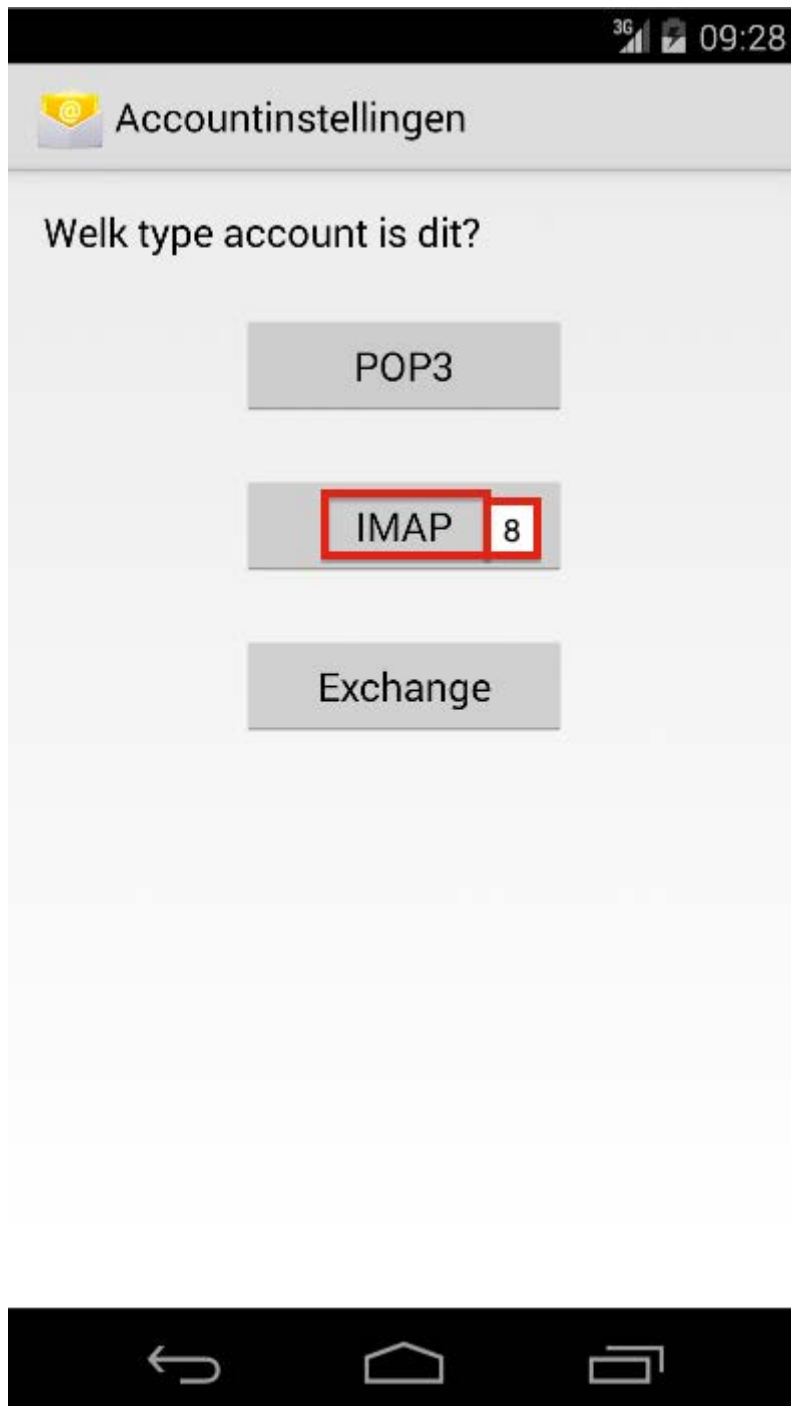 3G 09:28
@ Accountinstellingen
Welk type account is dit?
POP3
IMAP 8
Exchange